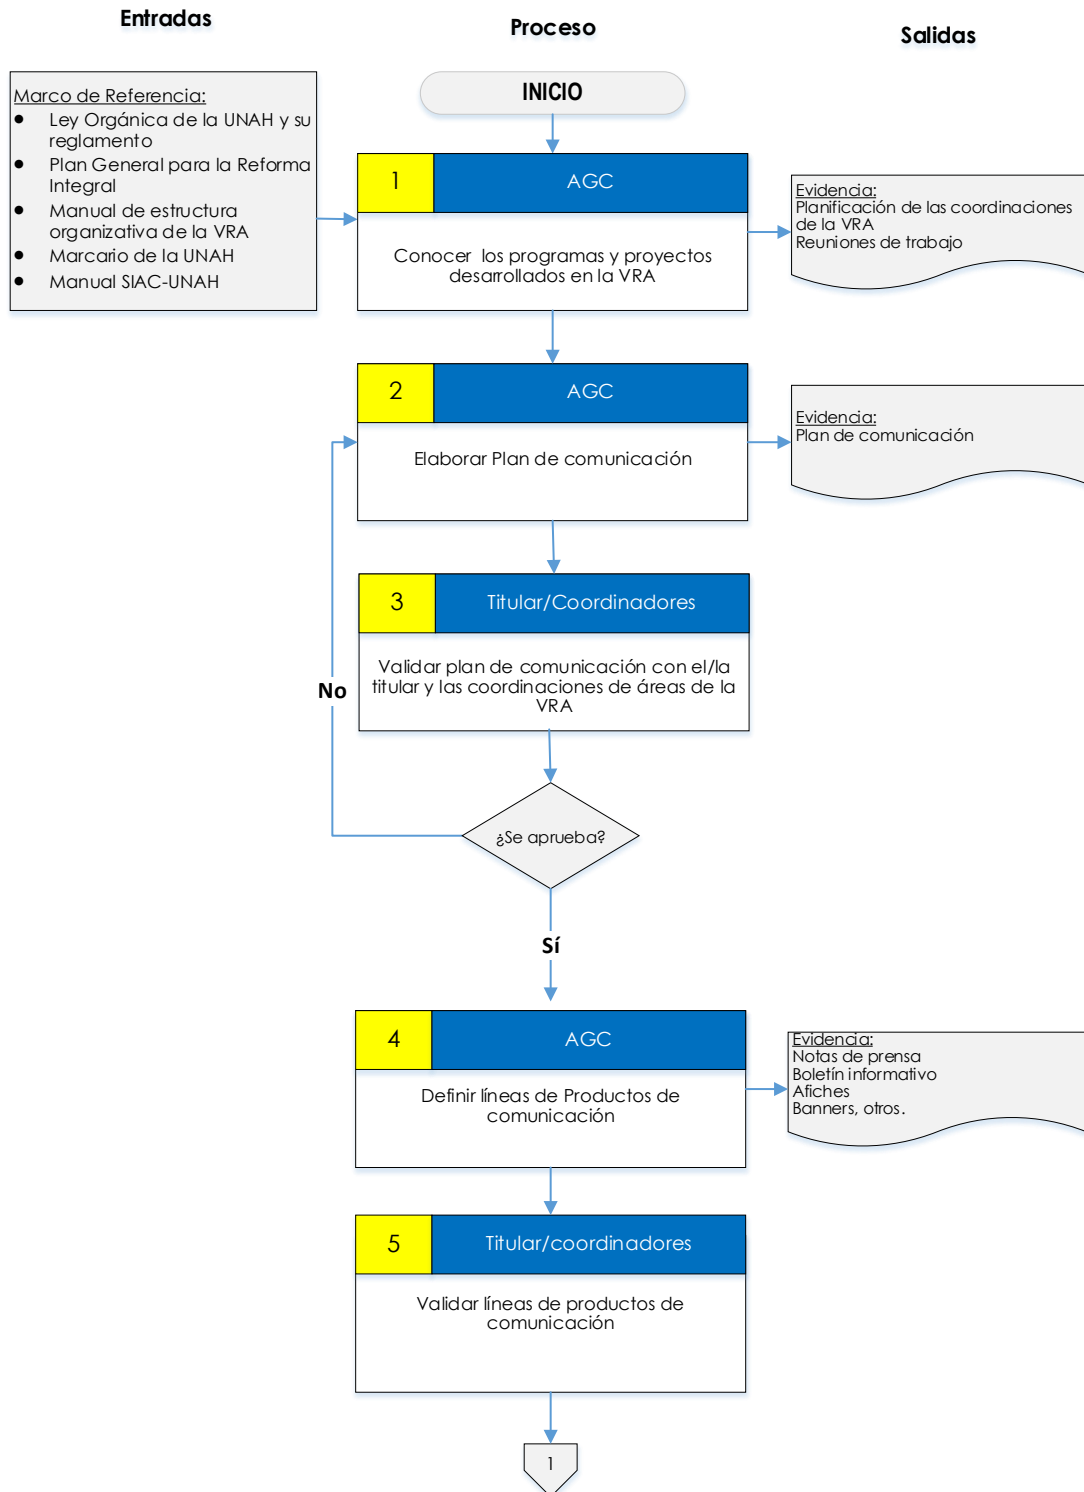 Entradas
Proceso
Salidas
Marco de Referencia:
● Ley Orgánica de la UNAH y su
reglamento
● Plan General para la Reforma
Integral
● Manual de estructura
organizativa de la VRA
● Marcario de la UNAH
● Manual SIAC-UNAH
INICIO
1
AGC
Conocer los programas y proyectos
desarrollados en la VRA
Evidencia:
Planificación de las coordinaciones
de la VRA
Reuniones de trabajo
2
AGC
Elaborar Plan de comunicación
Evidencia:
Plan de comunicación
3
Titular/Coordinadores
Validar plan de comunicación con el/la
titular y las coordinaciones de áreas de la
VRA
No
¿Se aprueba?
Sí
4
AGC
Definir líneas de Productos de
comunicación
Evidencia:
Notas de prensa
Boletín informativo
Afiches
Banners, otros.
5
Titular/coordinadores
Validar líneas de productos de
comunicación
1